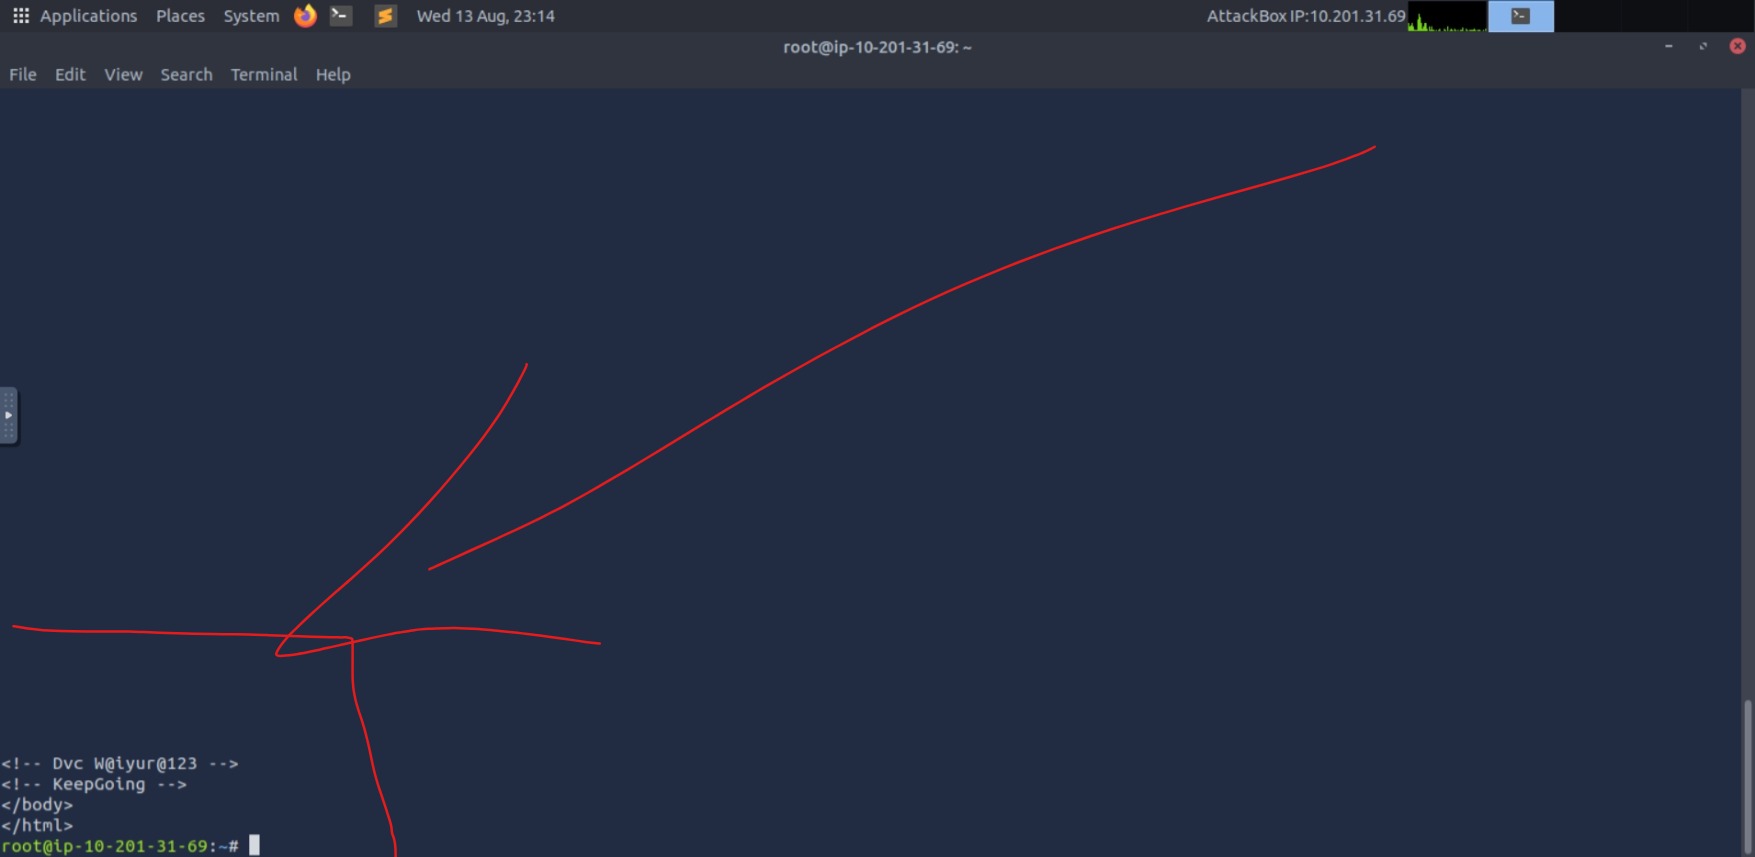 Applications Places System Wed 13 Aug, 23:14 AttackBox IP:10.201.31.69
root@ip-10-201-31-69: ~
File Edit View Search Terminal Help
<!-- Dvc W@iyur@123 -->
<!-- KeepGoing -->
</body>
</html>
root@ip-10-201-31-69:~#